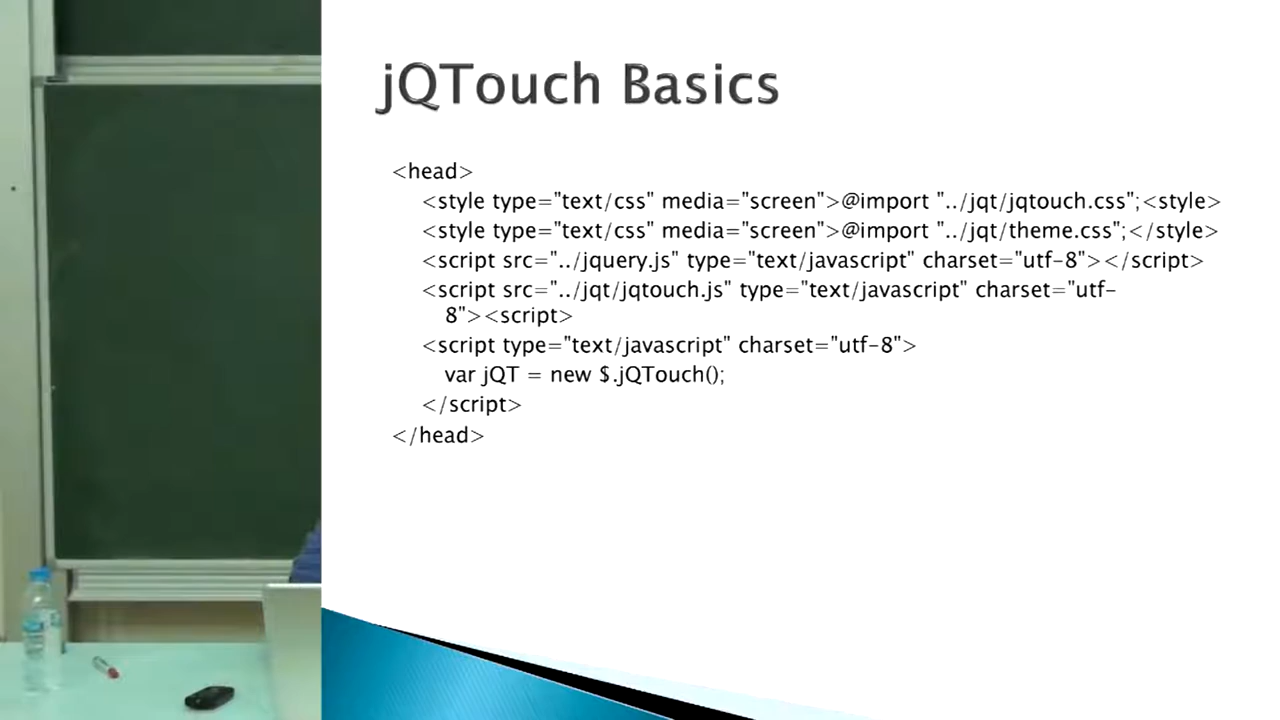 jQTouch Basics
<head>
<style type="text/css" media="screen">@import "../jqt/jqtouch.css";<style>
<style type="text/css" media="screen">@import "../jqt/theme.css";</style>
<script src="../jquery.js" type="text/javascript" charset="utf-8"></script>
<script src="../jqt/jqtouch.js" type="text/javascript" charset="utf-
8"><script>
<script type="text/javascript" charset="utf-8">
var jQT = new $.jQTouch();
</script>
</head>